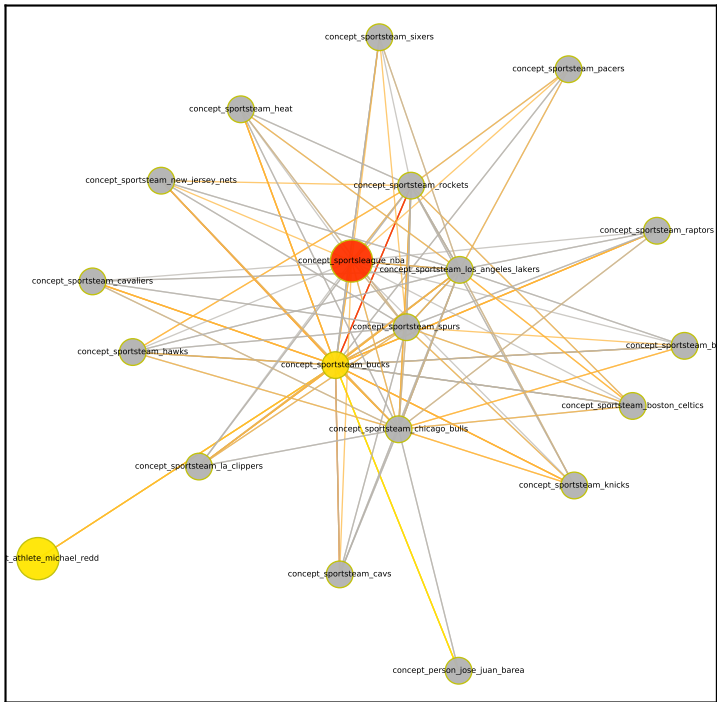 concept_sportsteam_sixers
concept_sportsteam_pacers
concept_sportsteam_heat
concept_sportsteam_new_jersey_nets
concept_sportsteam_rockets
concept_sportsteam_raptors
concept_sportsleague_nba
concept_sportsteam_los_angeles_lakers
concept_sportsteam_cavaliers
concept_sportsteam_spurs
concept_sportsteam_b
concept_sportsteam_hawks
concept_sportsteam_bucks
concept_sportsteam_boston_celtics
concept_sportsteam_chicago_bulls
concept_sportsteam_la_clippers
concept_sportsteam_knicks
t_athlete_michael_redd
concept_sportsteam_cavs
concept_person_jose_juan_barea